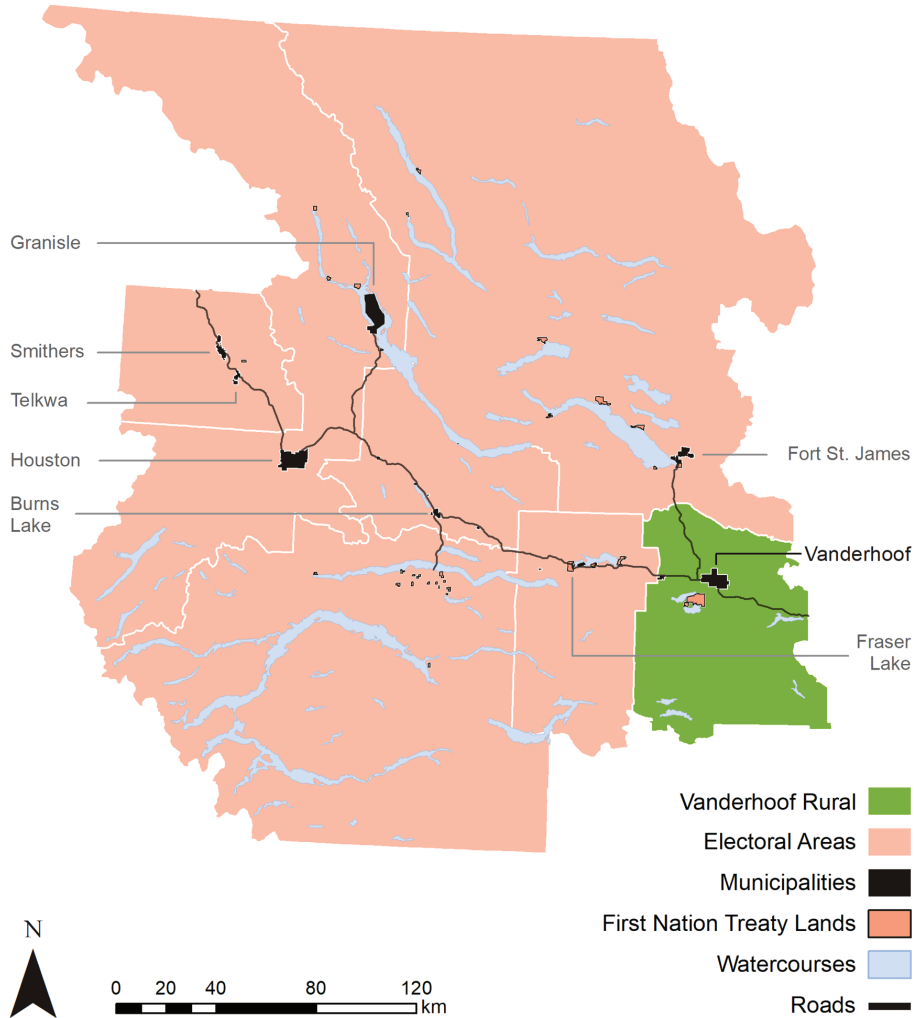 Granisle
Smithers
Telkwa
Houston
Burns
Lake
Fort St. James
Vanderhoof
Fraser
Lake
Vanderhoof Rural
Electoral Areas
Municipalities
First Nation Treaty Lands
Watercourses
Roads
N
0 20 40 80 120
km